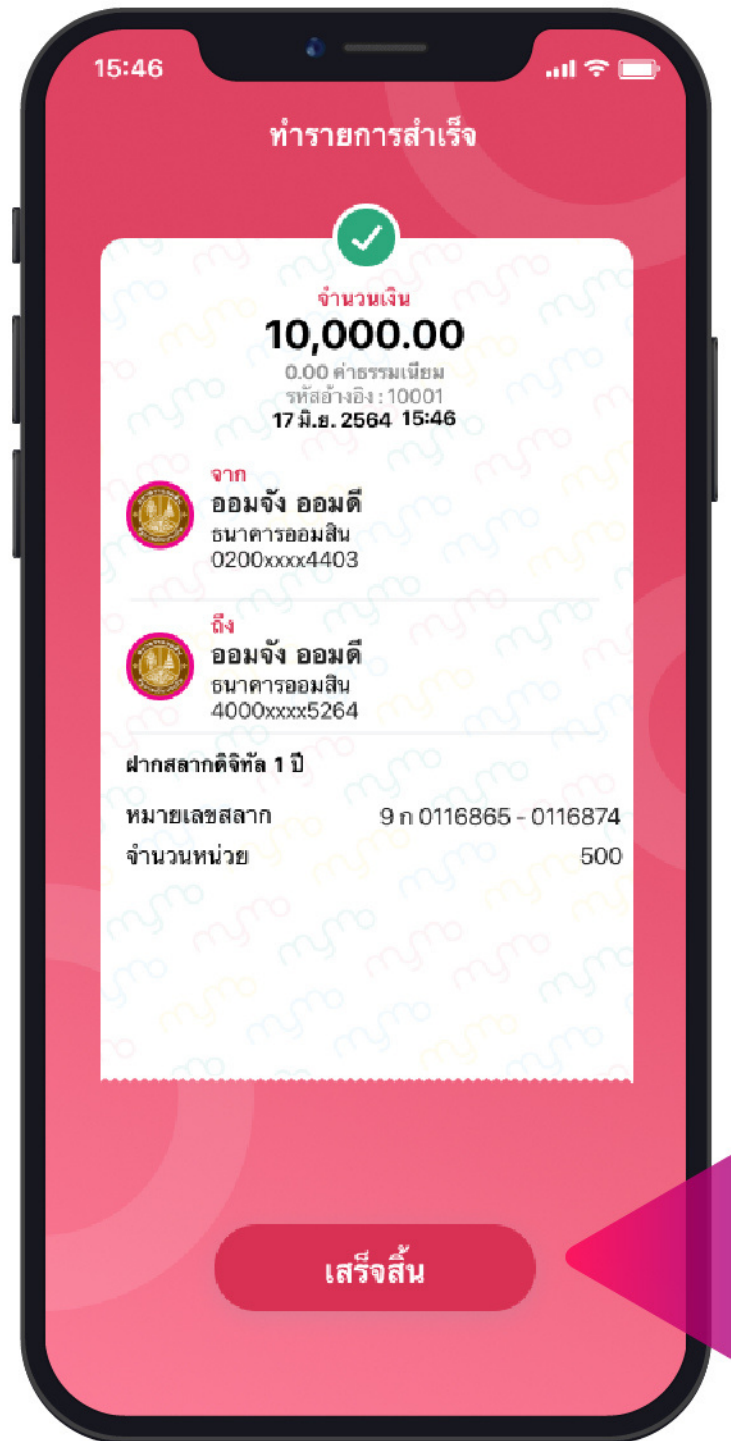 15:46
ทำรายการสำเร็จ
จำนวนเงิน
10,000.00
0.00 ค่าธรรมเนียม
รหัสอ้างอิง : 10001
17 มิ.ย. 2564 15:46
จาก
ออมจัง ออมดี
ธนาคารออมสิน
0200xxxx4403
ถึง
ออมจัง ออมดี
ธนาคารออมสิน
4000xxxx5264
ฝากสลากดิจิทัล 1 ปี
หมายเลขสลาก 9 ก 0116865 - 0116874
จำนวนหน่วย 500
เสร็จสิ้น